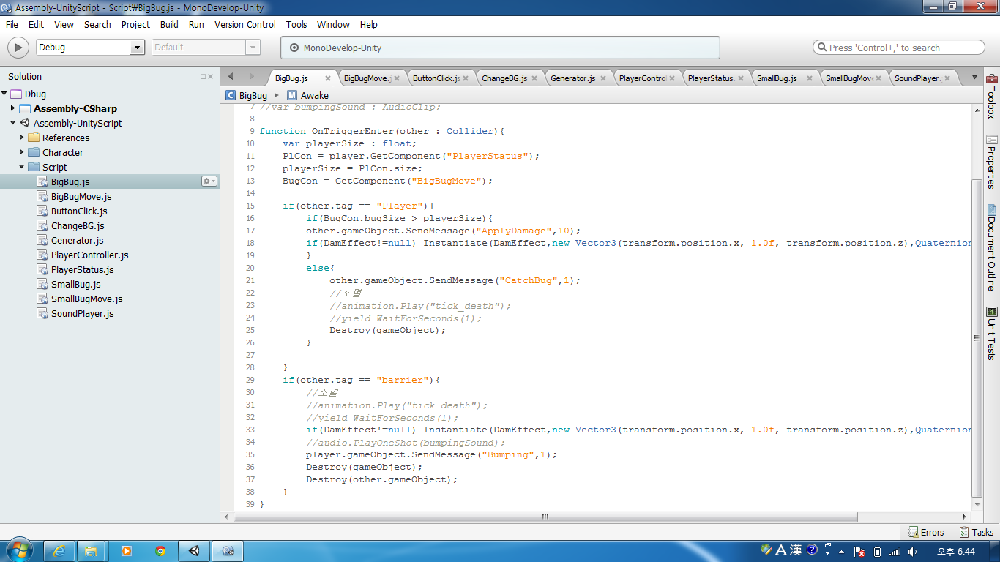 Assembly-UnityScript - Script₩BigBug.js - MonoDevelop-Unity
File Edit View Search Project Build Run Version Control Tools Window Help
Debug Default MonoDevelop-Unity Press 'Control+,' to search
Solution
Dbug
Assembly-CSharp
Assembly-UnityScript
References
Character
Script
BigBug.js
BigBugMove.js
ButtonClick.js
ChangeBG.js
Generator.js
PlayerController.js
PlayerStatus.js
SmallBug.js
SmallBugMove.js
SoundPlayer.js
BigBug.js BigBugMove. ButtonClick.js ChangeBG.js Generator.js PlayerContro PlayerStatus. SmallBug.js SmallBugMov SoundPlayer.
BigBug Awake
7 //var bumpingSound : AudioClip;
8
9 function OnTriggerEnter(other : Collider){
10 var playerSize : float;
11 PlCon = player.GetComponent("PlayerStatus");
12 playerSize = PlCon.size;
13 BugCon = GetComponent("BigBugMove");
14
15 if(other.tag == "Player"){
16 if(BugCon.bugSize > playerSize){
17 other.gameObject.SendMessage("ApplyDamage",10);
18 if(DamEffect!=null) Instantiate(DamEffect,new Vector3(transform.position.x, 1.0f, transform.position.z),Quaternion
19 }
20 else{
21 other.gameObject.SendMessage("CatchBug",1);
22 //소멸
23 //animation.Play("tick_death");
24 //yield WaitForSeconds(1);
25 Destroy(gameObject);
26 }
27
28 }
29 if(other.tag == "barrier"){
30 //소멸
31 //animation.Play("tick_death");
32 //yield WaitForSeconds(1);
33 if(DamEffect!=null) Instantiate(DamEffect,new Vector3(transform.position.x, 1.0f, transform.position.z),Quaternion
34 //audio.PlayOneShot(bumpingSound);
35 player.gameObject.SendMessage("Bumping",1);
36 Destroy(gameObject);
37 Destroy(other.gameObject);
38 }
39 }
Toolbox
Properties
Document Outline
Unit Tests
Errors Tasks
A 漢 오후 6:44